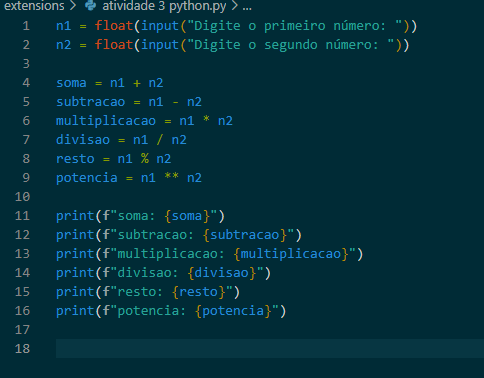 extensions > atividade 3 python.py > ...
1 n1 = float(input("Digite o primeiro número: "))
2 n2 = float(input("Digite o segundo número: "))
3
4 soma = n1 + n2
5 subtracao = n1 - n2
6 multiplicacao = n1 * n2
7 divisao = n1 / n2
8 resto = n1 % n2
9 potencia = n1 ** n2
10
11 print(f"soma: {soma}")
12 print(f"subtracao: {subtracao}")
13 print(f"multiplicacao: {multiplicacao}")
14 print(f"divisao: {divisao}")
15 print(f"resto: {resto}")
16 print(f"potencia: {potencia}")
17
18